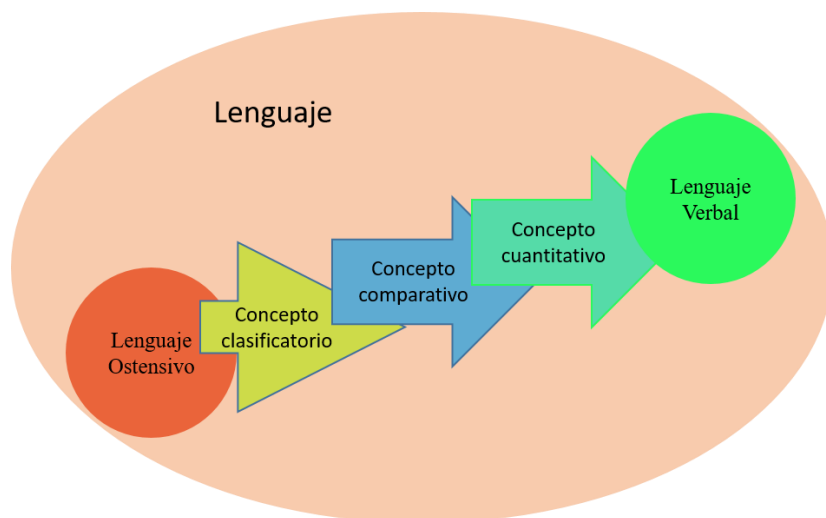 Lenguaje
Lenguaje
Verbal
Concepto
cuantitativo
Concepto
comparativo
Concepto
clasificatorio
Lenguaje
Ostensivo